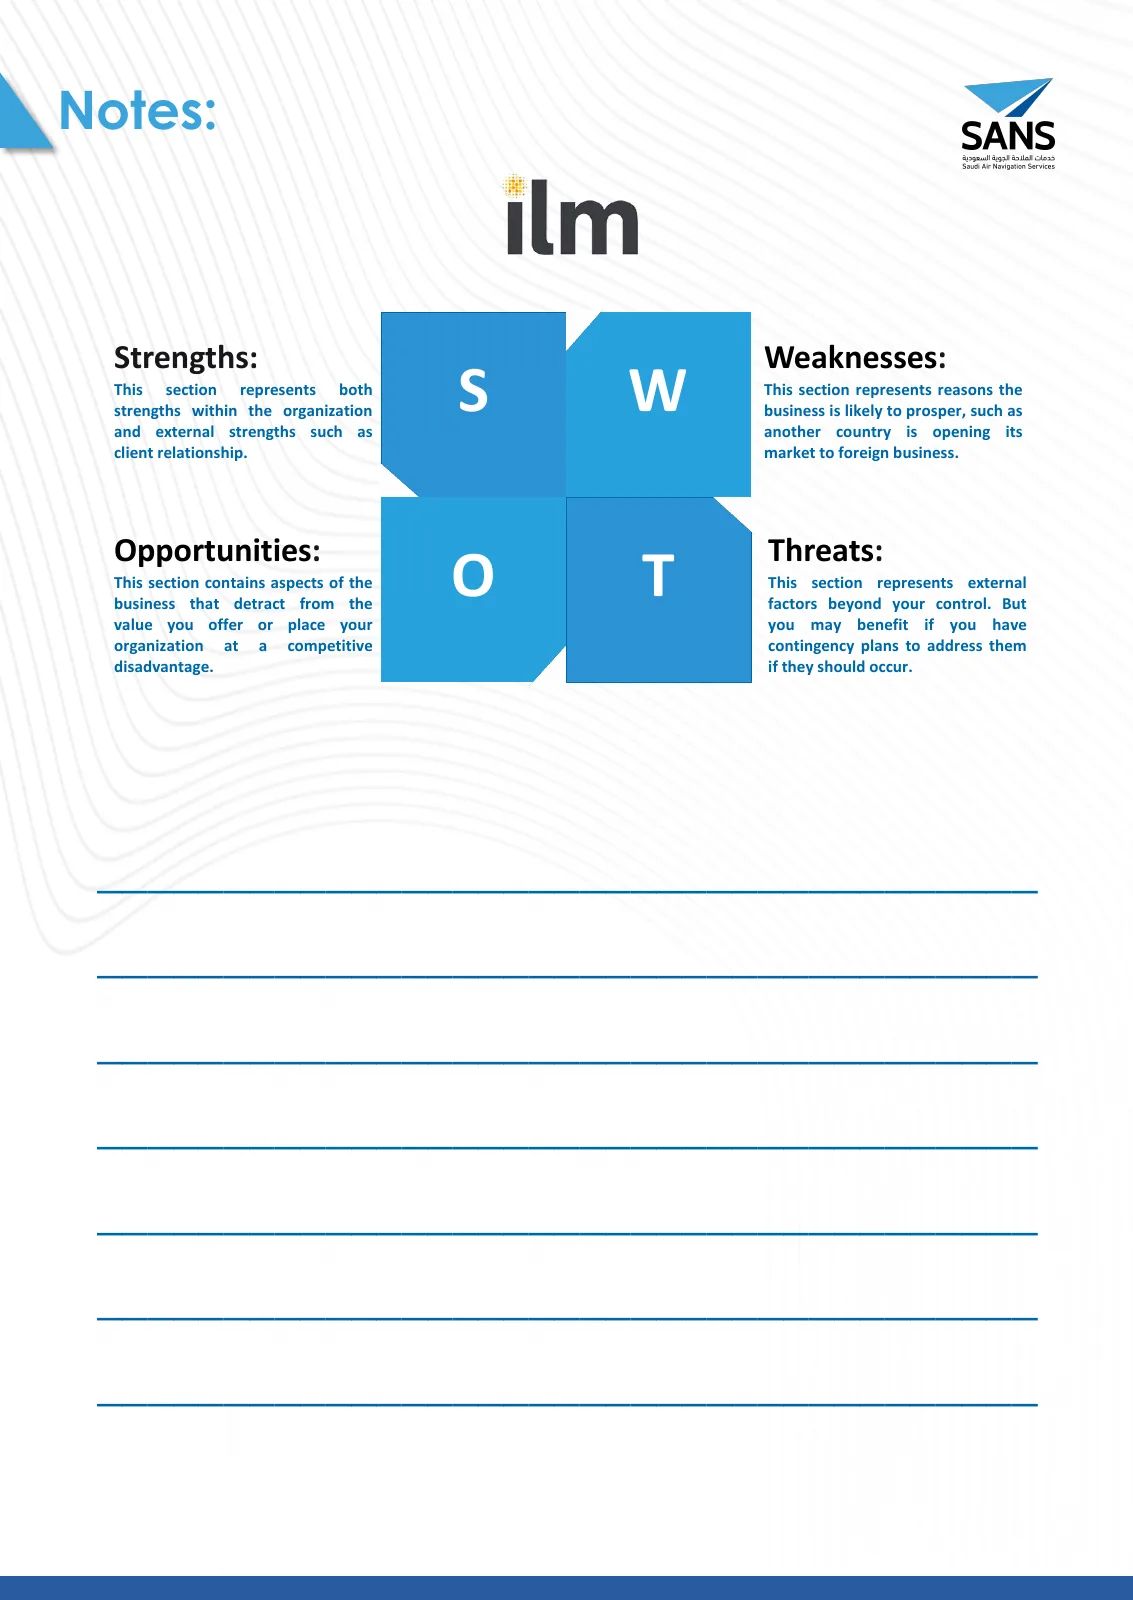 Notes:
SANS
خدمات الملاحة الجوية السعودية
Saudi Air Navigation Services
ilm
Strengths:
This section represents both
strengths within the organization
and external strengths such as
client relationship.
S
W
Weaknesses:
This section represents reasons the
business is likely to prosper, such as
another country is opening its
market to foreign business.
Opportunities:
This section contains aspects of the
business that detract from the
value you offer or place your
organization at a competitive
disadvantage.
O
T
Threats:
This section represents external
factors beyond your control. But
you may benefit if you have
contingency plans to address them
if they should occur.